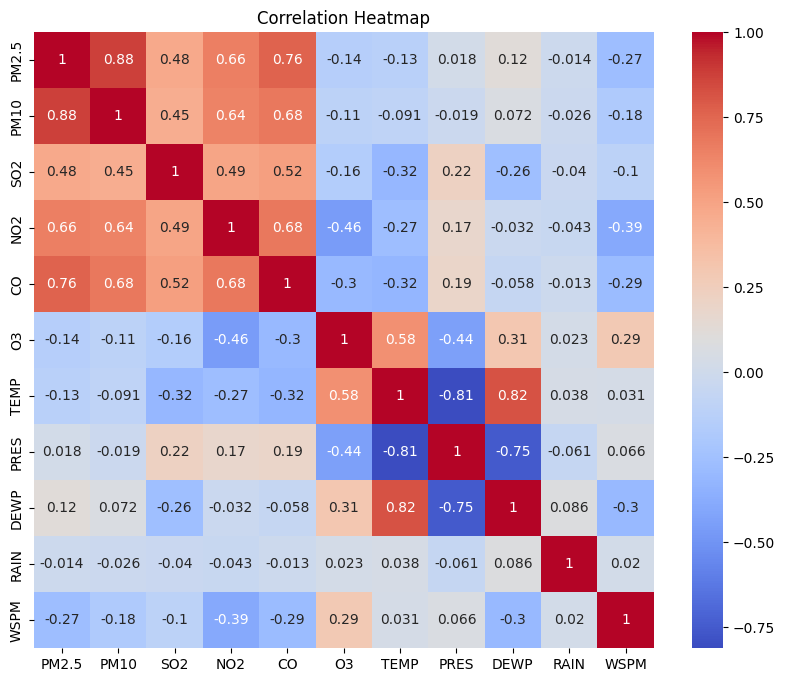 Correlation Heatmap
PM2.5 1 0.88 0.48 0.66 0.76 -0.14 -0.13 0.018 0.12 -0.014 -0.27
PM10 0.88 1 0.45 0.64 0.68 -0.11 -0.091 -0.019 0.072 -0.026 -0.18
SO2 0.48 0.45 1 0.49 0.52 -0.16 -0.32 0.22 -0.26 -0.04 -0.1
NO2 0.66 0.64 0.49 1 0.68 -0.46 -0.27 0.17 -0.032 -0.043 -0.39
CO 0.76 0.68 0.52 0.68 1 -0.3 -0.32 0.19 -0.058 -0.013 -0.29
O3 -0.14 -0.11 -0.16 -0.46 -0.3 1 0.58 -0.44 0.31 0.023 0.29
TEMP -0.13 -0.091 -0.32 -0.27 -0.32 0.58 1 -0.81 0.82 0.038 0.031
PRES 0.018 -0.019 0.22 0.17 0.19 -0.44 -0.81 1 -0.75 -0.061 0.066
DEWP 0.12 0.072 -0.26 -0.032 -0.058 0.31 0.82 -0.75 1 0.086 -0.3
RAIN -0.014 -0.026 -0.04 -0.043 -0.013 0.023 0.038 -0.061 0.086 1 0.02
WSPM -0.27 -0.18 -0.1 -0.39 -0.29 0.29 0.031 0.066 -0.3 0.02 1
PM2.5 PM10 SO2 NO2 CO O3 TEMP PRES DEWP RAIN WSPM
1.00
0.75
0.50
0.25
0.00
−0.25
−0.50
−0.75